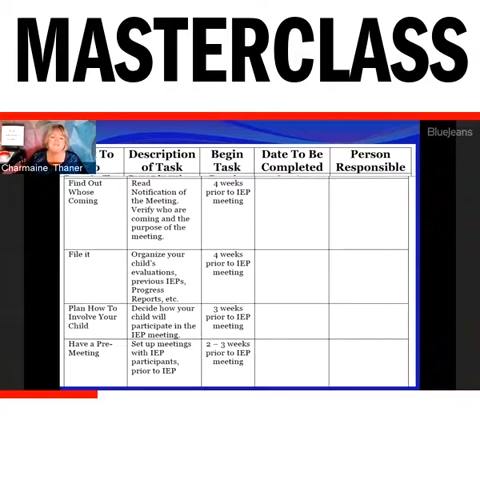 MASTERCLASS
BlueJeans
Charmaine Thaner
To Description of Task Begin Task Date To Be Completed Person Responsible
Find Out Whose Coming
Read Notification of the Meeting. Verify who are coming and the purpose of the meeting.
4 weeks prior to IEP meeting
File it
Organize your child's evaluations, previous IEPs, Progress Reports, etc.
4 weeks prior to IEP meeting
Plan How To Involve Your Child
Decide how your child will participate in the IEP meeting.
3 weeks prior to IEP meeting
Have a Pre-Meeting
Set up meetings with IEP participants, prior to IEP
2 – 3 weeks prior to IEP meeting